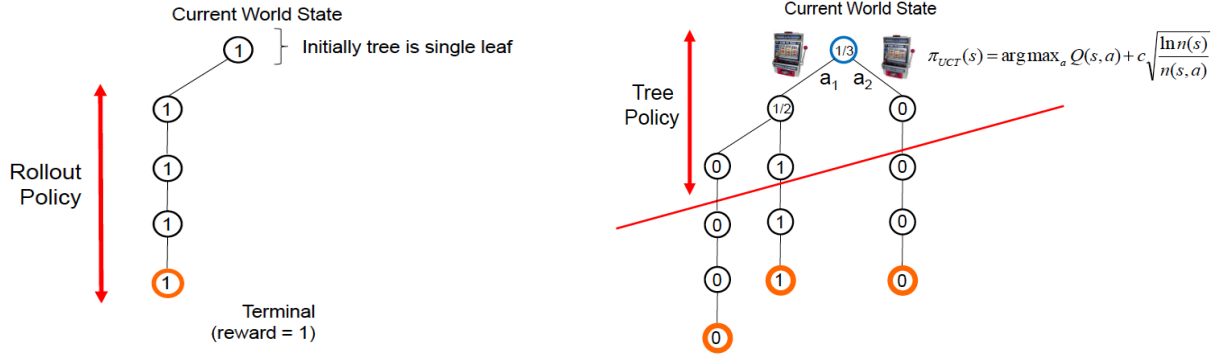 Current World State
1
Initially tree is single leaf
1
1
1
1
Rollout
Policy
Terminal
(reward = 1)
Current World State
1/3
π_UCT(s) = arg max_a Q(s,a) + c√(ln n(s) / n(s,a))
a₁ a₂
Tree
Policy
1/2 0
0 1 0
0 1 0
0 1 0
0